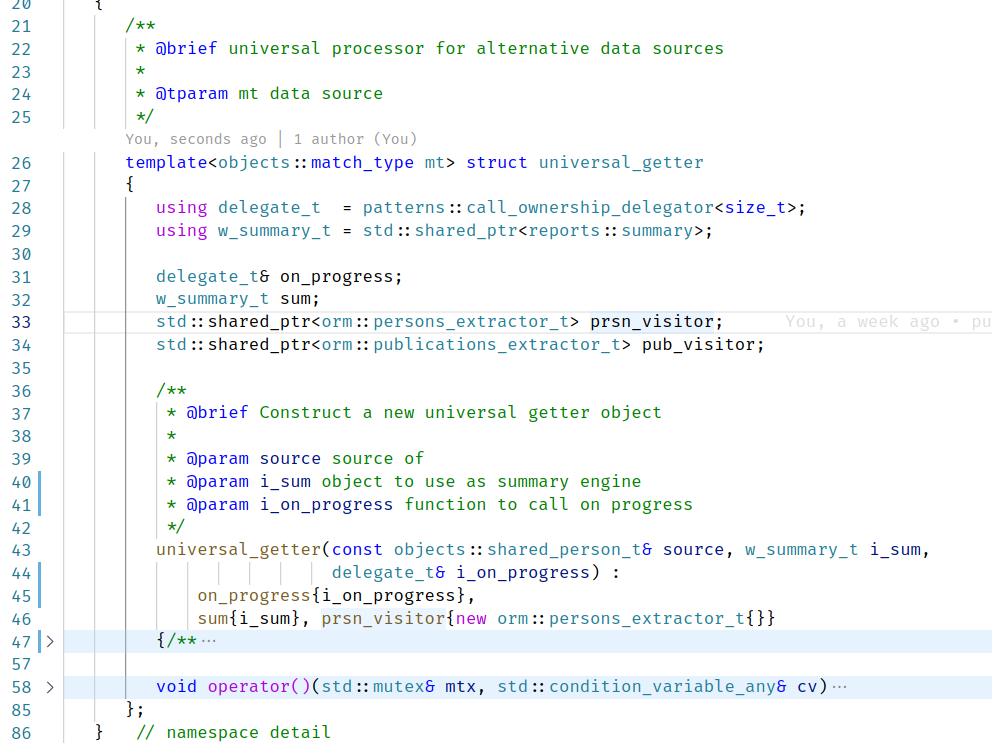 20 {
21 /**
22 * @brief universal processor for alternative data sources
23 *
24 * @tparam mt data source
25 */
You, seconds ago | 1 author (You)
26 template<objects::match_type mt> struct universal_getter
27 {
28 using delegate_t  = patterns::call_ownership_delegator<size_t>;
29 using w_summary_t = std::shared_ptr<reports::summary>;
30
31 delegate_t& on_progress;
32 w_summary_t sum;
33 std::shared_ptr<orm::persons_extractor_t> prsn_visitor; You, a week ago • pu
34 std::shared_ptr<orm::publications_extractor_t> pub_visitor;
35
36 /**
37 * @brief Construct a new universal getter object
38 *
39 * @param source source of
40 * @param i_sum object to use as summary engine
41 * @param i_on_progress function to call on progress
42 */
43 universal_getter(const objects::shared_person_t& source, w_summary_t i_sum,
44 delegate_t& i_on_progress) :
45 on_progress{i_on_progress},
46 sum{i_sum}, prsn_visitor{new orm::persons_extractor_t{}}
47 > {/** ···
57
58 > void operator()(std::mutex& mtx, std::condition_variable_any& cv) ···
85 };
86 } // namespace detail